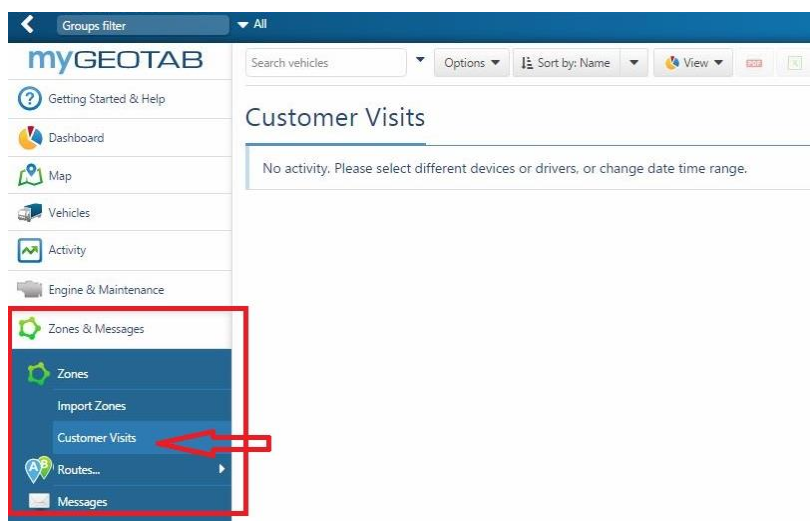 Groups filter
All
myGEOTAB
Search vehicles
Options
Sort by: Name
View
PDF
X
Getting Started & Help
Dashboard
Map
Vehicles
Activity
Engine & Maintenance
Zones & Messages
Zones
Import Zones
Customer Visits
A B
Routes...
Messages
Customer Visits
No activity. Please select different devices or drivers, or change date time range.